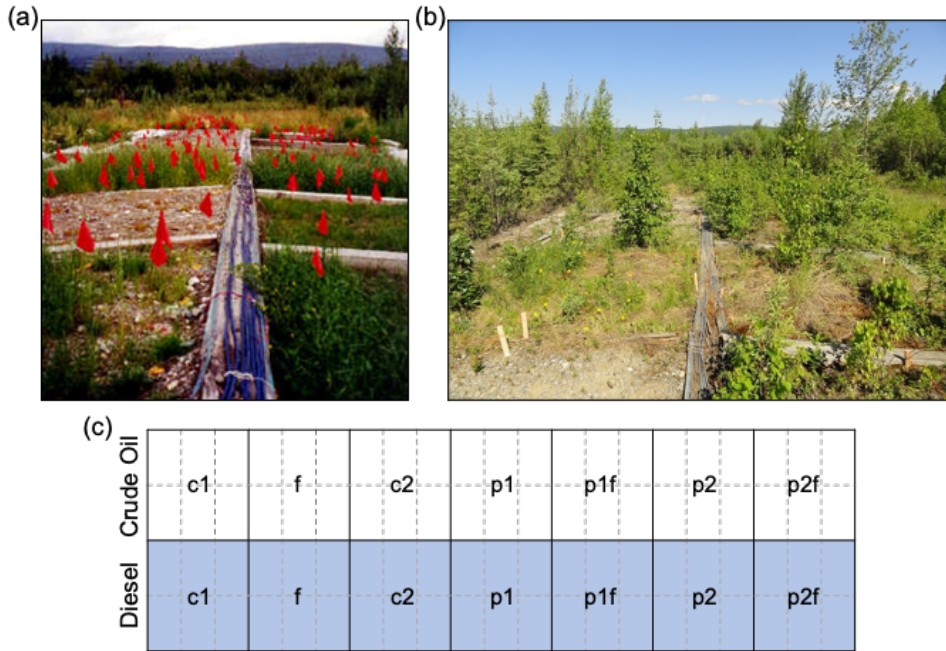 (a)
(b)
(c)
Crude Oil
c1 f c2 p1 p1f p2 p2f
Diesel
c1 f c2 p1 p1f p2 p2f